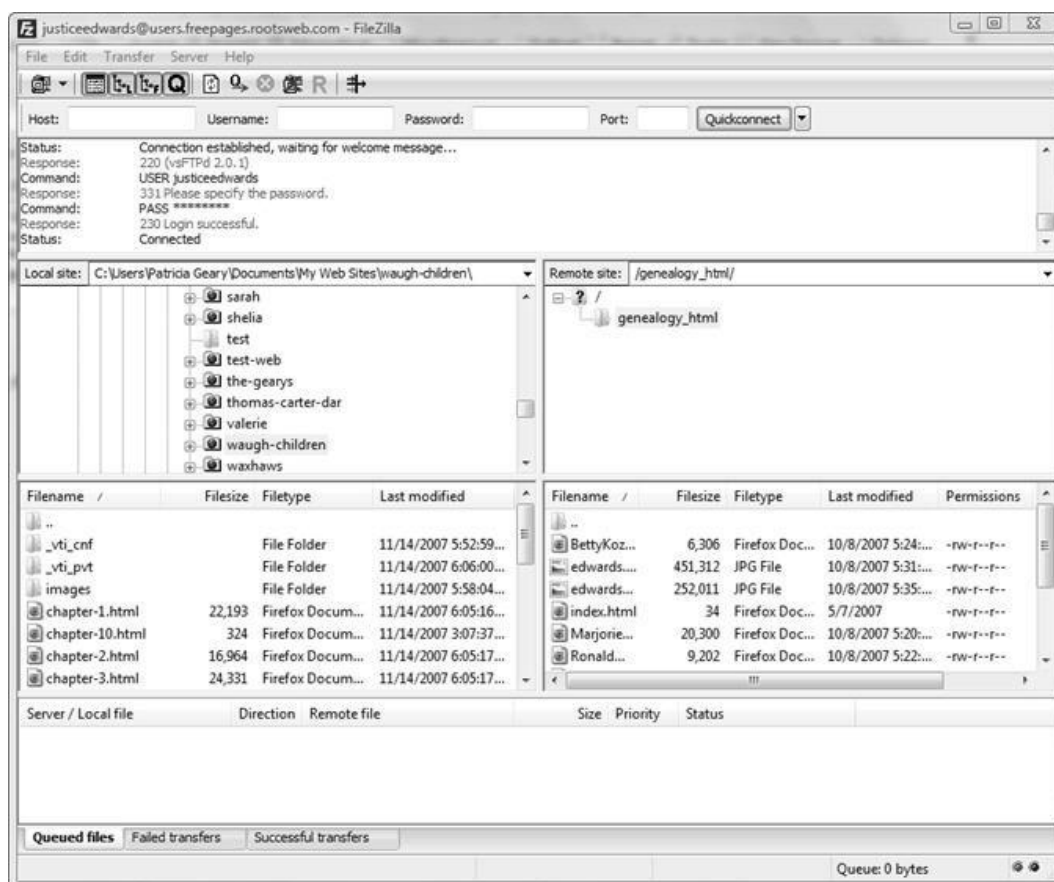 justiceedwards@users.freepages.rootsweb.com - FileZilla
File Edit Transfer Server Help
Host: Username: Password: Port: Quickconnect
Status: Connection established, waiting for welcome message...
Response: 220 (vsFTPd 2.0.1)
Command: USER justiceedwards
Response: 331 Please specify the password.
Command: PASS ********
Response: 230 Login successful.
Status: Connected
Local site: C:\Users\Patricia Geary\Documents\My Web Sites\waugh-children\
sarah
shelia
test
test-web
the-gearys
thomas-carter-dar
valerie
waugh-children
waxhaws
Remote site: /genealogy_html/
/
genealogy_html
Filename / Filesize Filetype Last modified
..
_vti_cnf File Folder 11/14/2007 5:52:59...
_vti_pvt File Folder 11/14/2007 6:06:00...
images File Folder 11/14/2007 5:58:04...
chapter-1.html 22,193 Firefox Docum... 11/14/2007 6:05:16...
chapter-10.html 324 Firefox Docum... 11/14/2007 3:07:37...
chapter-2.html 16,964 Firefox Docum... 11/14/2007 6:05:17...
chapter-3.html 24,331 Firefox Docum... 11/14/2007 6:05:17...
Filename / Filesize Filetype Last modified Permissions
..
BettyKoz... 6,306 Firefox Doc... 10/8/2007 5:24:... -rw-r--r--
edwards.... 451,312 JPG File 10/8/2007 5:31:... -rw-r--r--
edwards... 252,011 JPG File 10/8/2007 5:35:... -rw-r--r--
index.html 34 Firefox Doc... 5/7/2007 -rw-r--r--
Marjorie... 20,300 Firefox Doc... 10/8/2007 5:20:... -rw-r--r--
Ronald... 9,202 Firefox Doc... 10/8/2007 5:22:... -rw-r--r--
Server / Local file Direction Remote file Size Priority Status
Queued files Failed transfers Successful transfers
Queue: 0 bytes